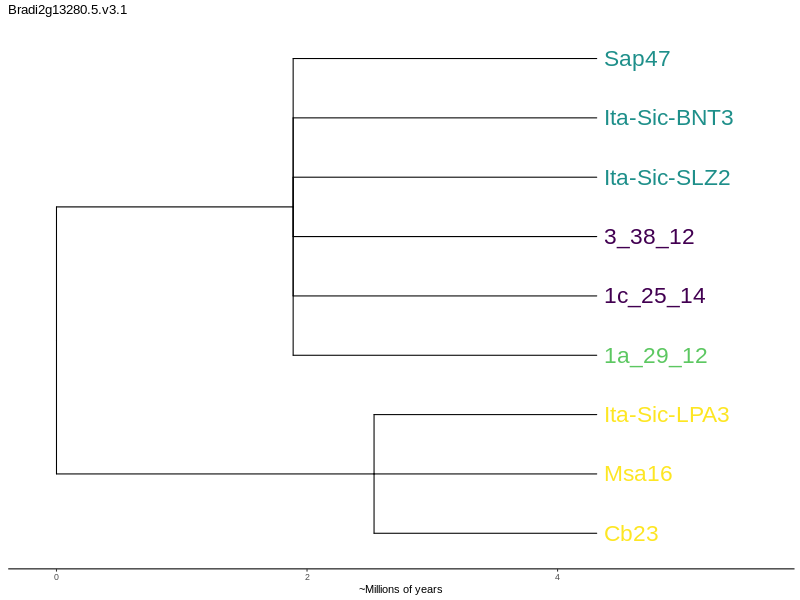 Bradi2g13280.5.v3.1
Sap47
Ita-Sic-BNT3
Ita-Sic-SLZ2
3_38_12
1c_25_14
1a_29_12
Ita-Sic-LPA3
Msa16
Cb23
0 2 4
~Millions of years